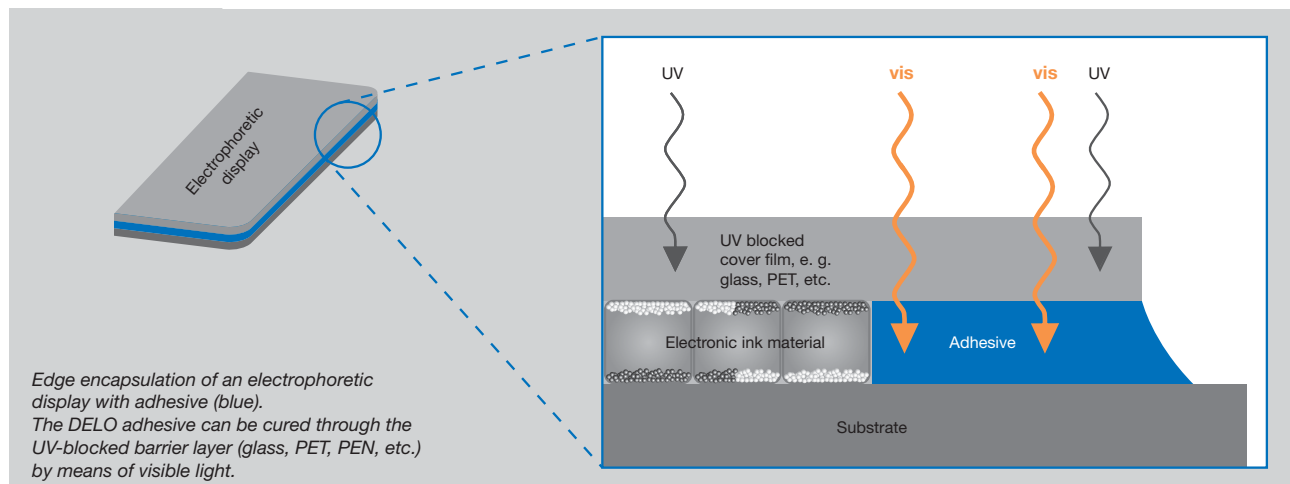 Electrophoretic
display
UV
vis
vis
UV
UV blocked
cover film, e. g.
glass, PET, etc.
Electronic ink material
Adhesive
Substrate
Edge encapsulation of an electrophoretic
display with adhesive (blue).
The DELO adhesive can be cured through the
UV-blocked barrier layer (glass, PET, PEN, etc.)
by means of visible light.